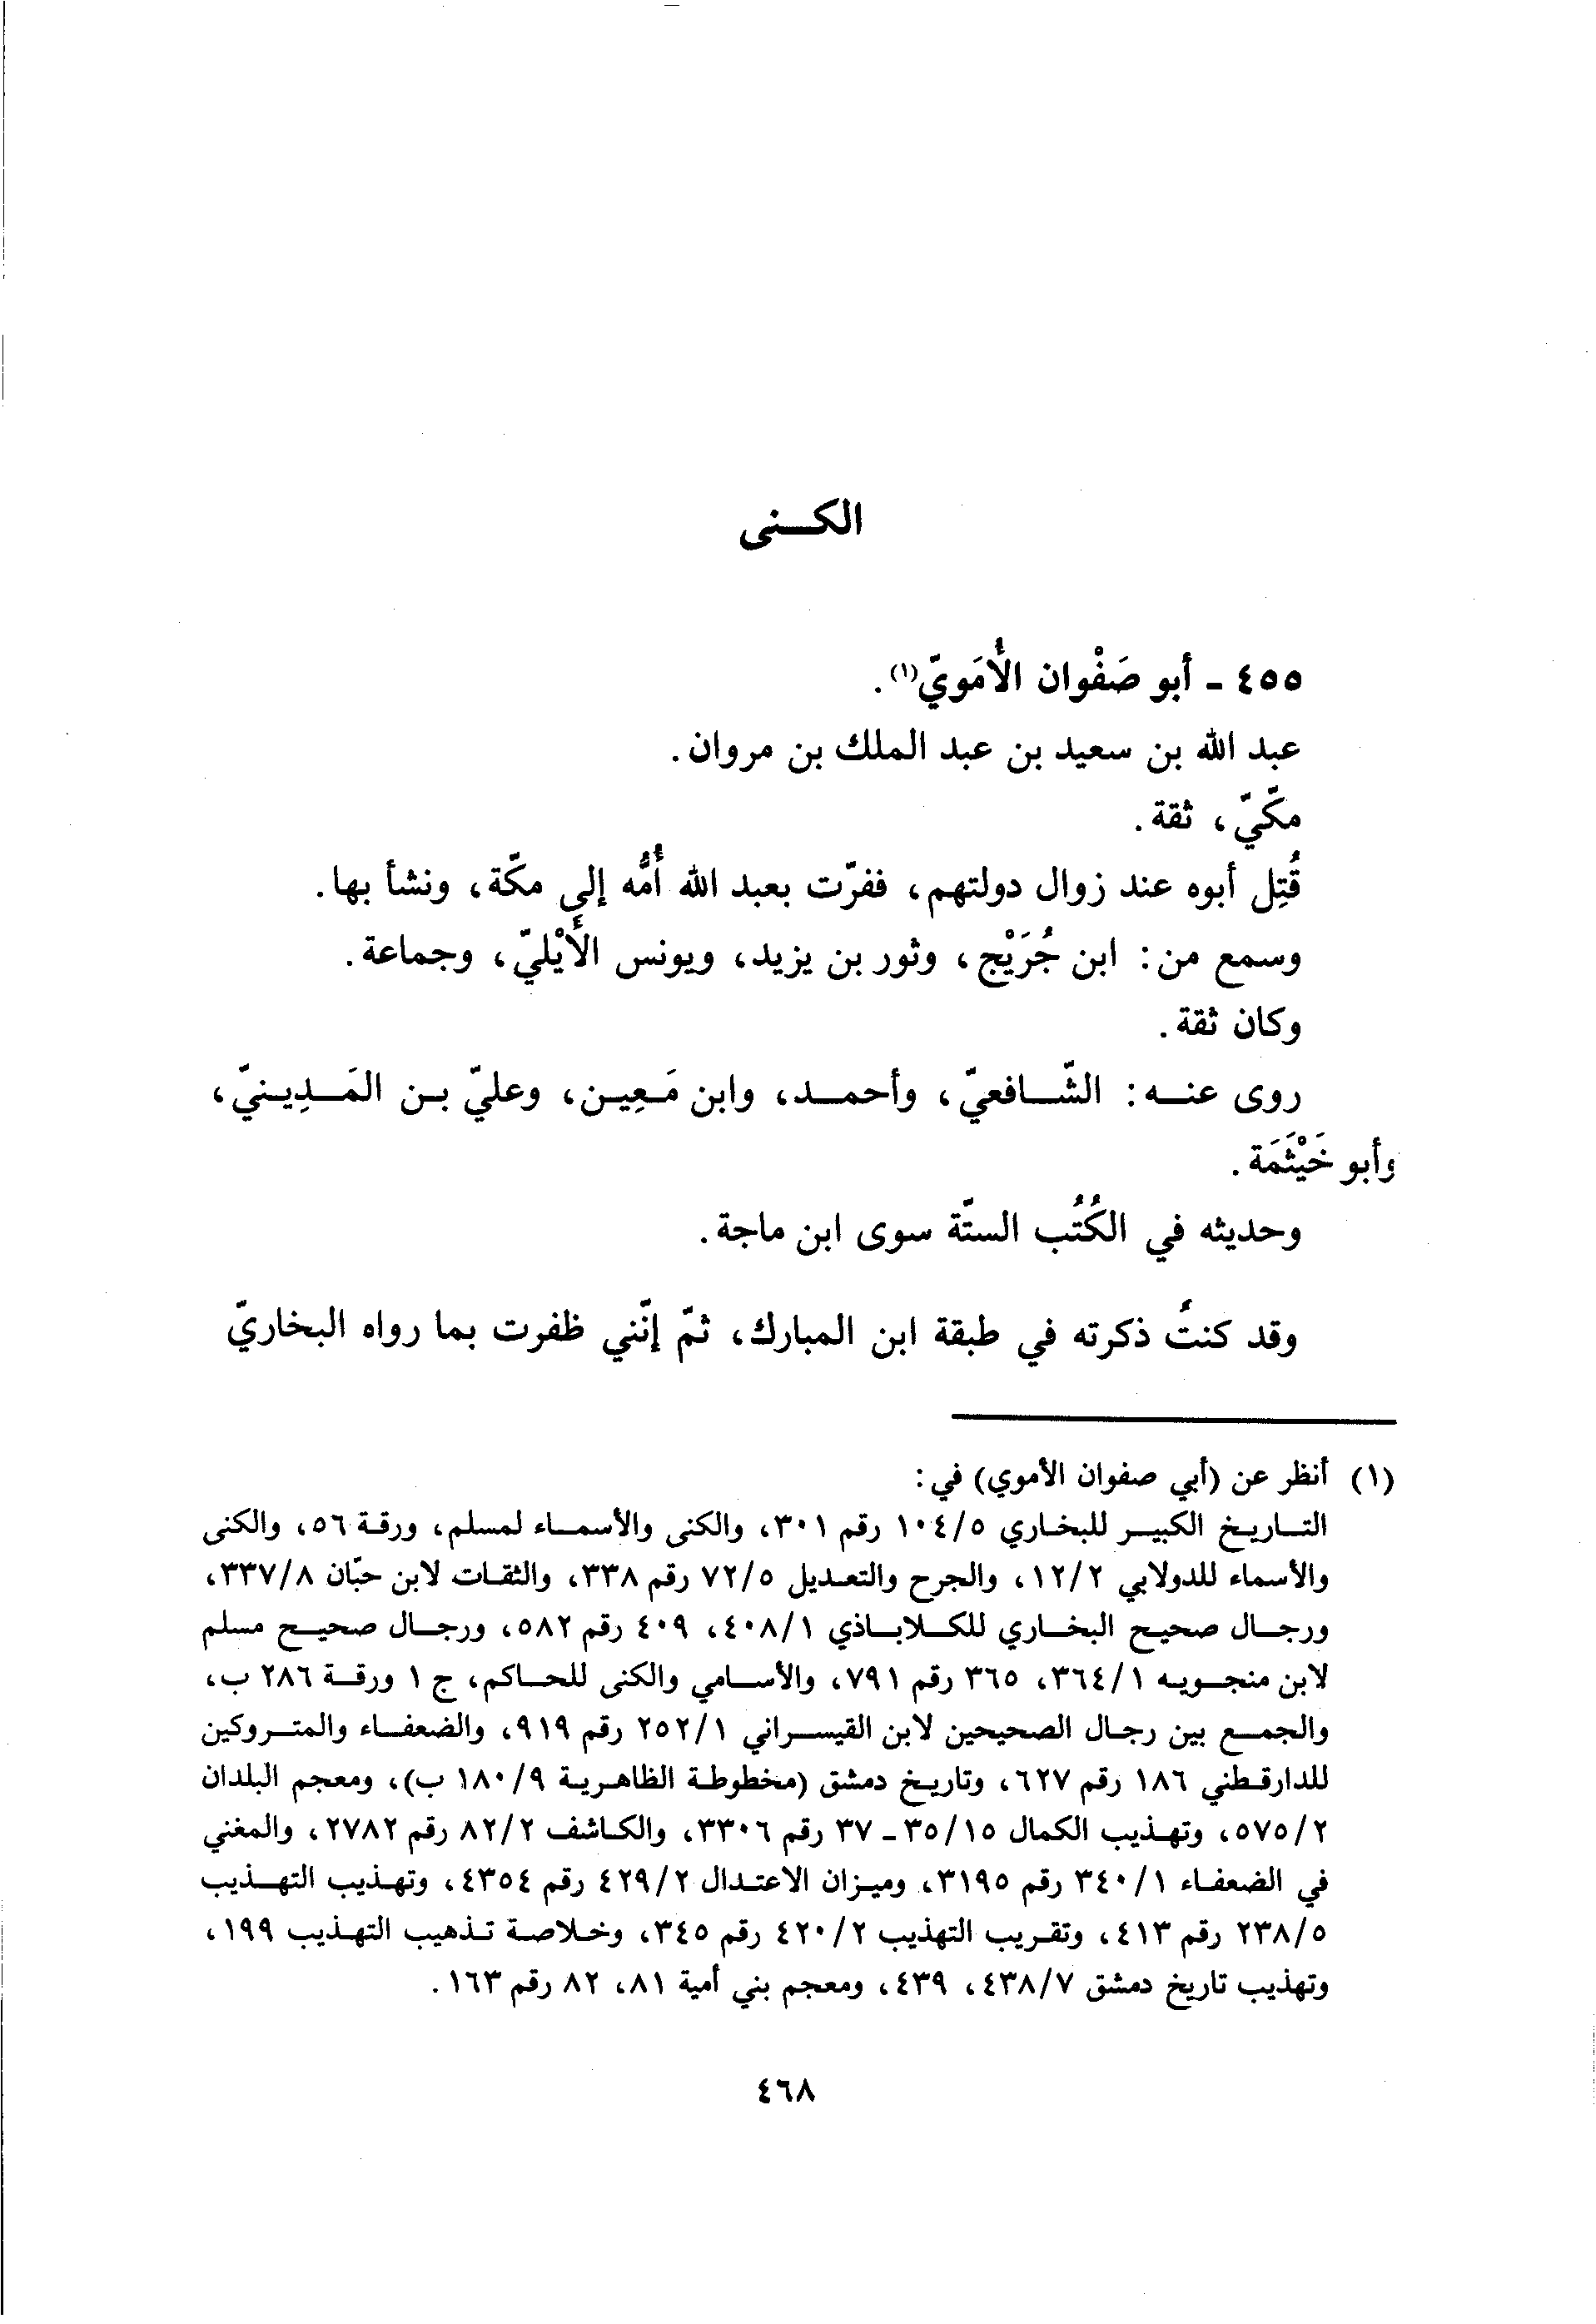 الكنى
٤٥٥ - أبو صَفْوان الأُمَويّ(١).
عبد الله بن سعيد بن عبد الملك بن مروان.
مكّيّ، ثقة.
قُتِل أبوه عند زوال دولتهم، ففرّت بعبد الله أُمُّه إلى مكّة، ونشأ بها.
وسمع من: ابن جُرَيْج، وثور بن يزيد، ويونس الأَيْليّ، وجماعة.
وكان ثقة.
روى عنه: الشّافعيّ، وأحمد، وابن مَعِين، وعليّ بن المَدِينيّ،
وأبو خَيْثَمَة.
وحديثه في الكُتُب الستّة سوى ابن ماجة.
وقد كنتُ ذكرته في طبقة ابن المبارك، ثمّ إنّني ظفرت بما رواه البخاريّ
(١) أنظر عن (أبي صفوان الأموي) في:
التاريخ الكبير للبخاري ١٠٤/٥ رقم ٣٠١، والكنى والأسماء لمسلم، ورقة ٥٦، والكنى
والأسماء للدولابي ١٢/٢، والجرح والتعديل ٧٢/٥ رقم ٣٣٨، والثقات لابن حبّان ٣٣٧/٨،
ورجال صحيح البخاري للكلاباذي ٤٠٨/١، ٤٠٩ رقم ٥٨٢، ورجال صحيح مسلم
لابن منجويه ٣٦٤/١، ٣٦٥ رقم ٧٩١، والأسامي والكنى للحاكم، ج ١ ورقة ٢٨٦ ب،
والجمع بين رجال الصحيحين لابن القيسراني ٢٥٢/١ رقم ٩١٩، والضعفاء والمتروكين
للدارقطني ١٨٦ رقم ٦٢٧، وتاريخ دمشق (مخطوطة الظاهرية ١٨٠/٩ ب)، ومعجم البلدان
٥٧٥/٢، وتهذيب الكمال ٣٥/١٥ - ٣٧ رقم ٣٣٠٦، والكاشف ٨٢/٢ رقم ٢٧٨٢، والمغني
في الضعفاء ٣٤٠/١ رقم ٣١٩٥، وميزان الاعتدال ٤٢٩/٢ رقم ٤٣٥٤، وتهذيب التهذيب
٢٣٨/٥ رقم ٤١٣، وتقريب التهذيب ٤٢٠/٢ رقم ٣٤٥، وخلاصة تذهيب التهذيب ١٩٩،
وتهذيب تاريخ دمشق ٤٣٨/٧، ٤٣٩، ومعجم بني أمية ٨١، ٨٢ رقم ١٦٣.
٤٦٨